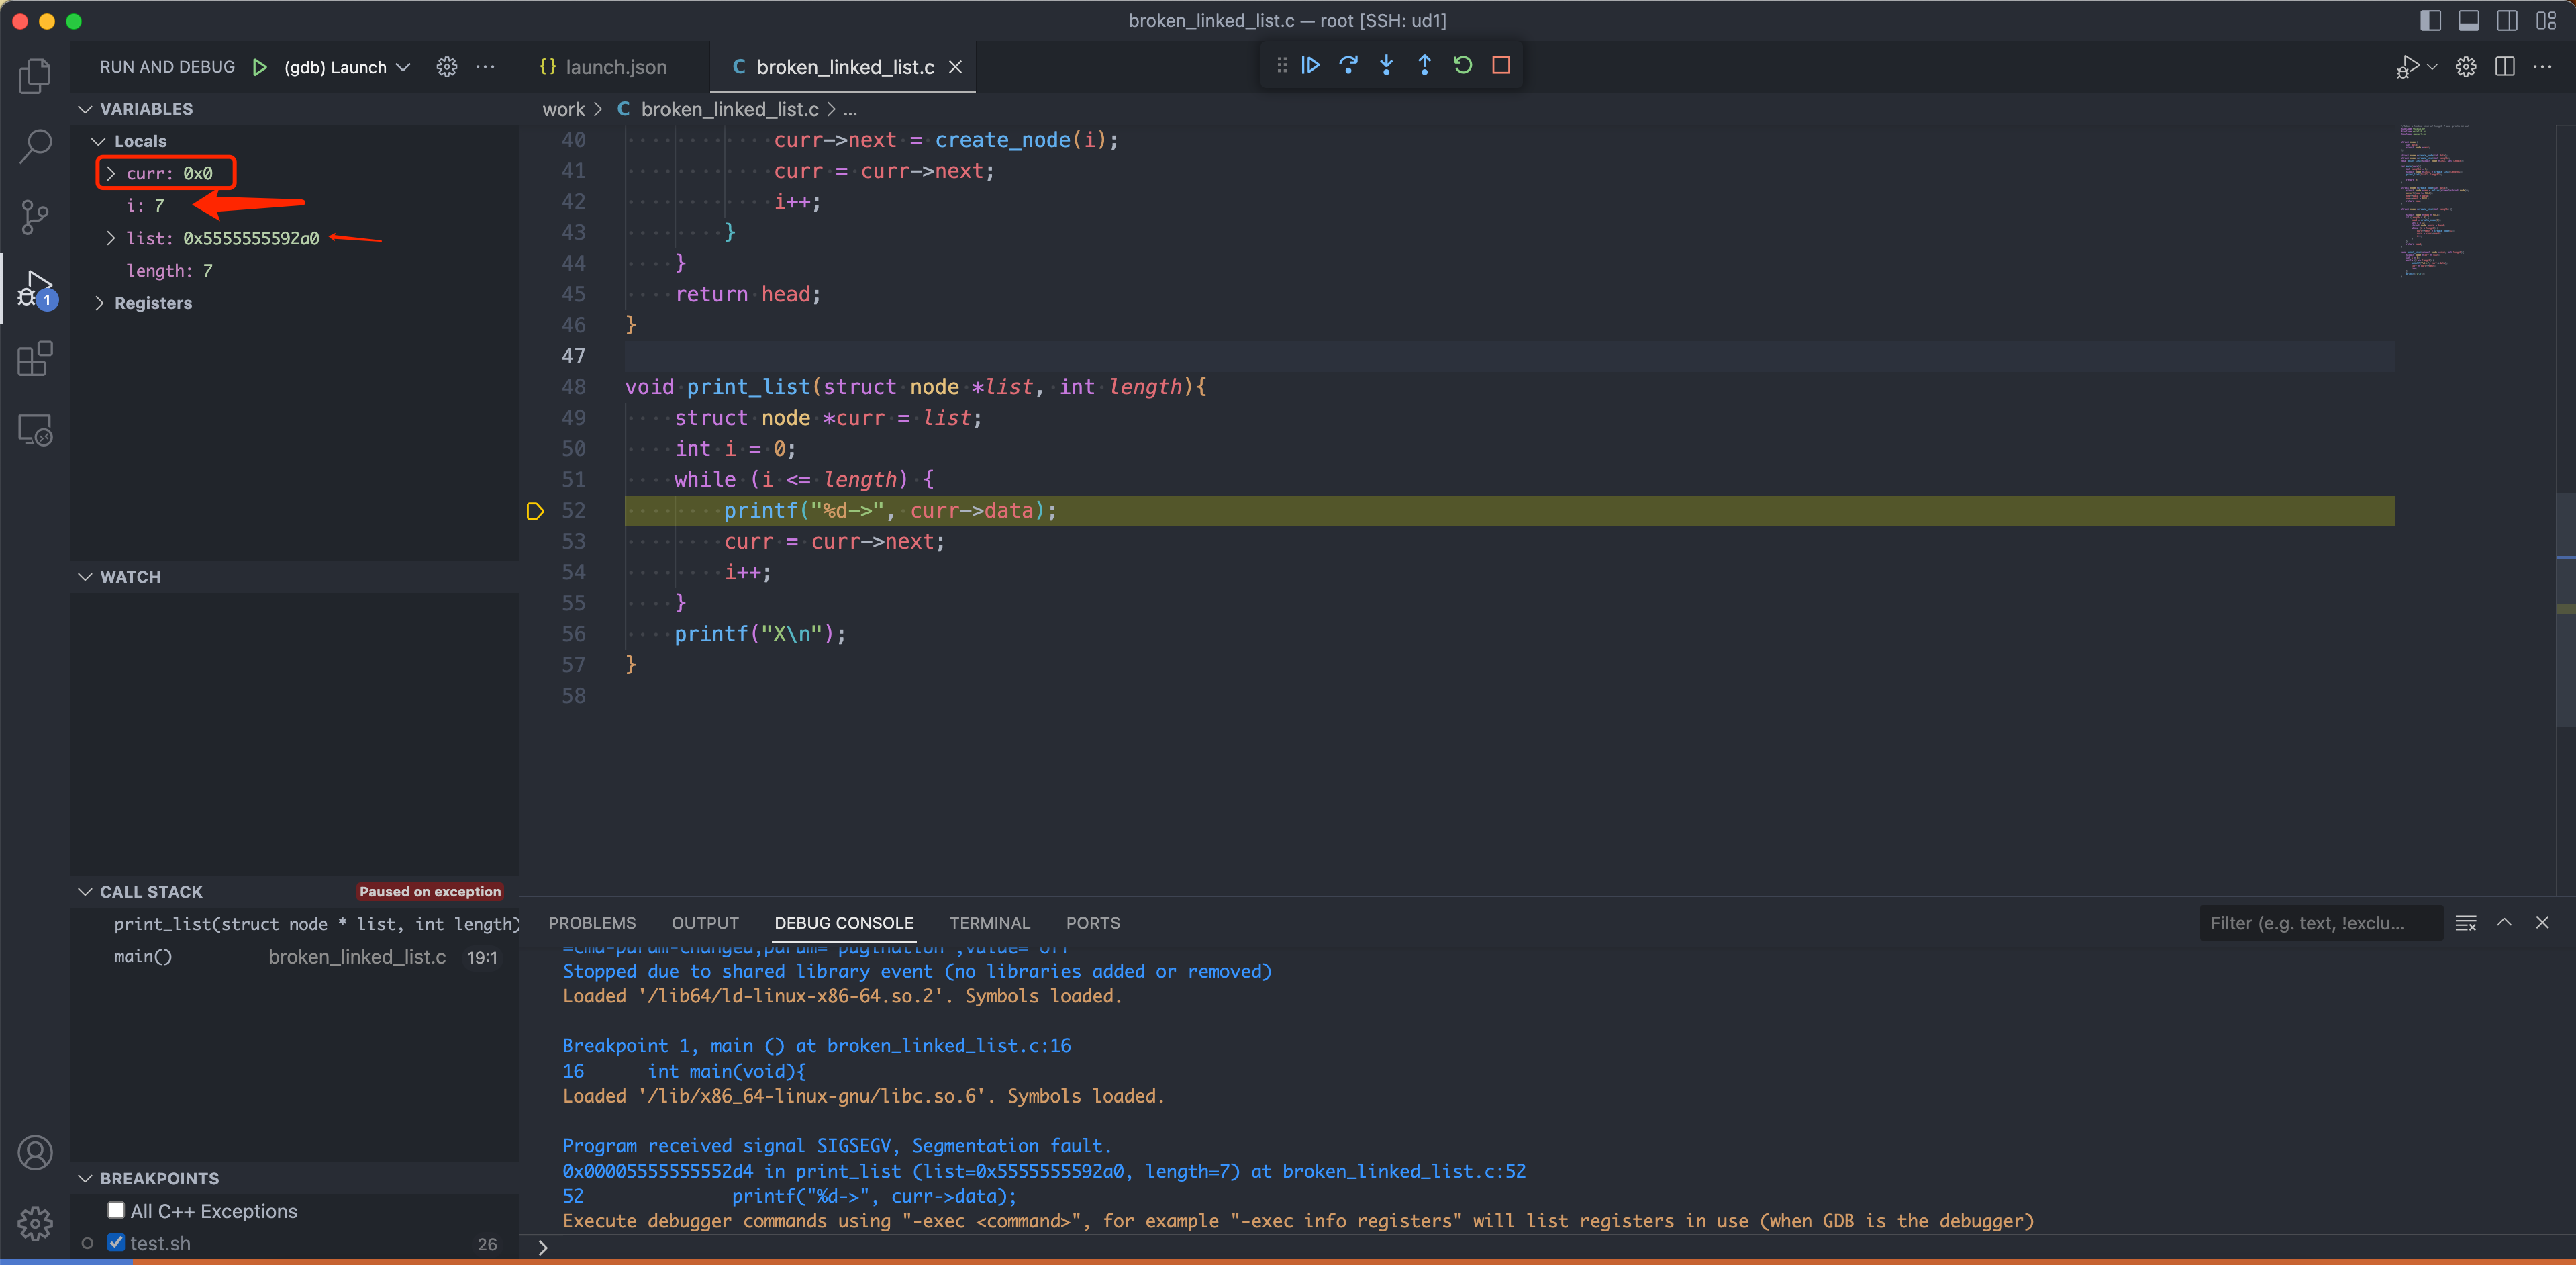 broken_linked_list.c — root [SSH: ud1]
RUN AND DEBUG (gdb) Launch ...
{} launch.json
C broken_linked_list.c
work > C broken_linked_list.c > ...
VARIABLES
Locals
curr: 0x0
i: 7
list: 0x5555555592a0
length: 7
Registers
WATCH
CALL STACK Paused on exception
print_list(struct node * list, int length)
main() broken_linked_list.c 19:1
BREAKPOINTS
All C++ Exceptions
test.sh 26
1
40 curr->next = create_node(i);
41 curr = curr->next;
42 i++;
43 }
44 }
45 return head;
46 }
47
48 void print_list(struct node *list, int length){
49 struct node *curr = list;
50 int i = 0;
51 while (i <= length) {
52 printf("%d->", curr->data);
53 curr = curr->next;
54 i++;
55 }
56 printf("X\n");
57 }
58
PROBLEMS OUTPUT DEBUG CONSOLE TERMINAL PORTS
Filter (e.g. text, !exclu...
=cmd-param-changed,param="pagination",value="off"
Stopped due to shared library event (no libraries added or removed)
Loaded '/lib64/ld-linux-x86-64.so.2'. Symbols loaded.
Breakpoint 1, main () at broken_linked_list.c:16
16 int main(void){
Loaded '/lib/x86_64-linux-gnu/libc.so.6'. Symbols loaded.
Program received signal SIGSEGV, Segmentation fault.
0x00005555555552d4 in print_list (list=0x5555555592a0, length=7) at broken_linked_list.c:52
52 printf("%d->", curr->data);
Execute debugger commands using "-exec <command>", for example "-exec info registers" will list registers in use (when GDB is the debugger)
>